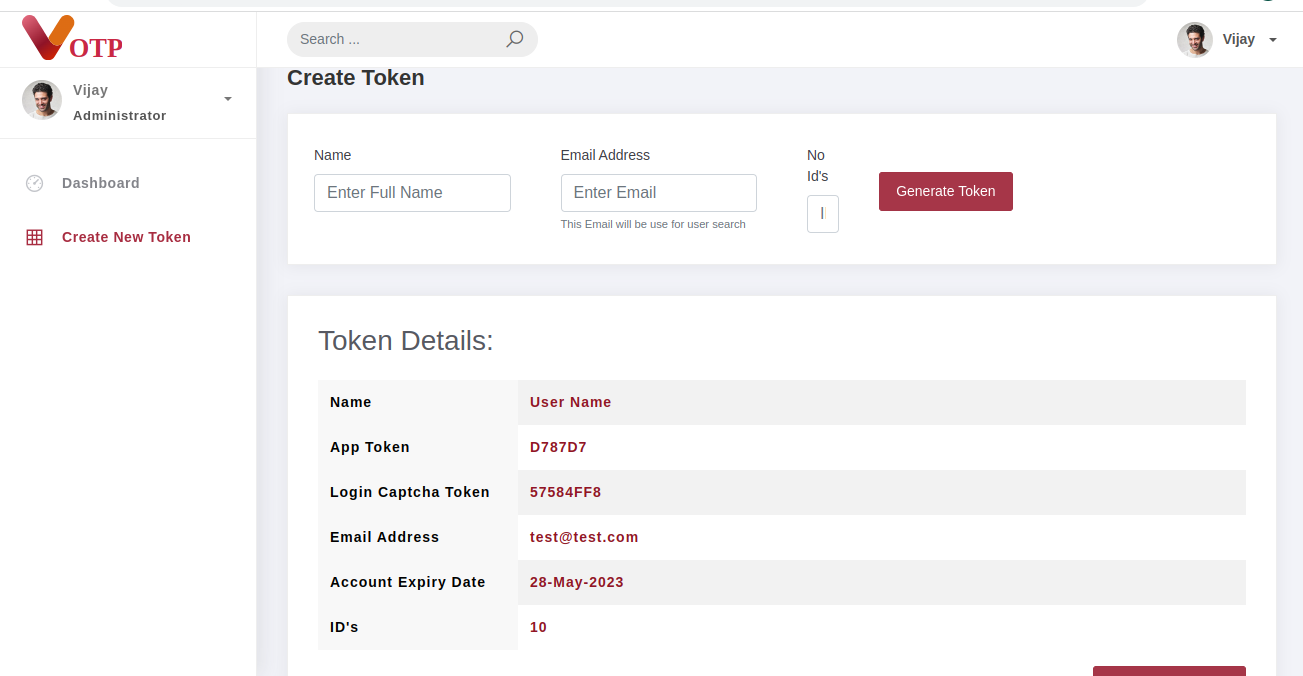 OTP
Search ...
Vijay
Vijay
Administrator
Dashboard
Create New Token
Create Token
Name
Enter Full Name
Email Address
Enter Email
This Email will be use for user search
No
Id's
Generate Token
Token Details:
Name User Name
App Token D787D7
Login Captcha Token 57584FF8
Email Address test@test.com
Account Expiry Date 28-May-2023
ID's 10